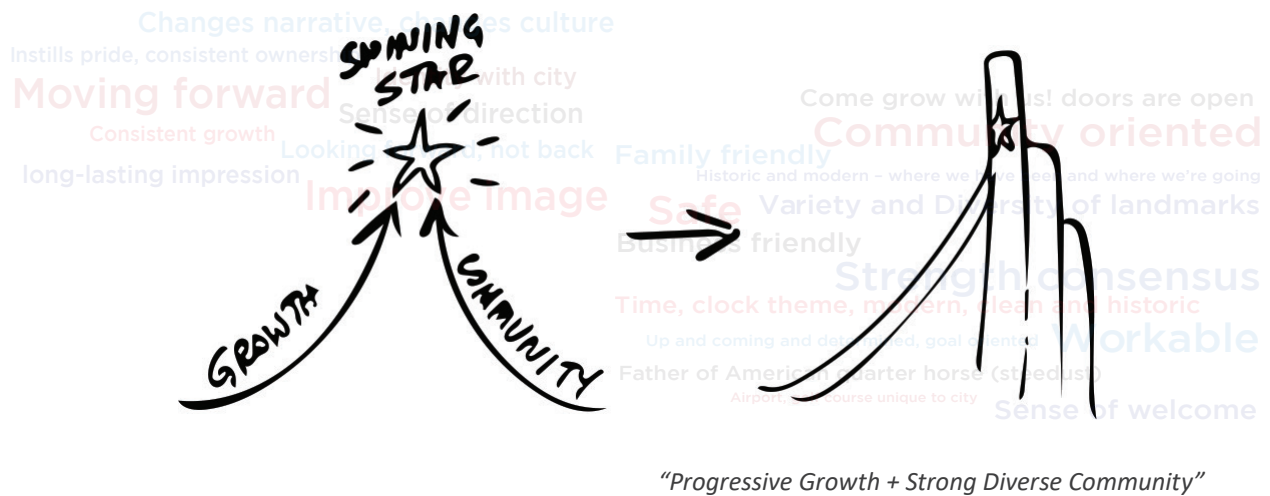 Changes narrative, changes culture
Instills pride, consistent ownership
SHINING
STAR
Identify with city
Moving forward
Sense of direction
Consistent growth
Looking forward, not back
long-lasting impression
Improve image
GROWTH
COMMUNITY
Come grow with us! doors are open
Community oriented
Family friendly
Historic and modern – where we have been and where we're going
Safe
Variety and Diversity of landmarks
Business friendly
Strength consensus
Time, clock theme, modern, clean and historic
Up and coming and determined, goal oriented
Workable
Father of American quarter horse (steedust)
Airport, golf course unique to city
Sense of welcome
“Progressive Growth + Strong Diverse Community”